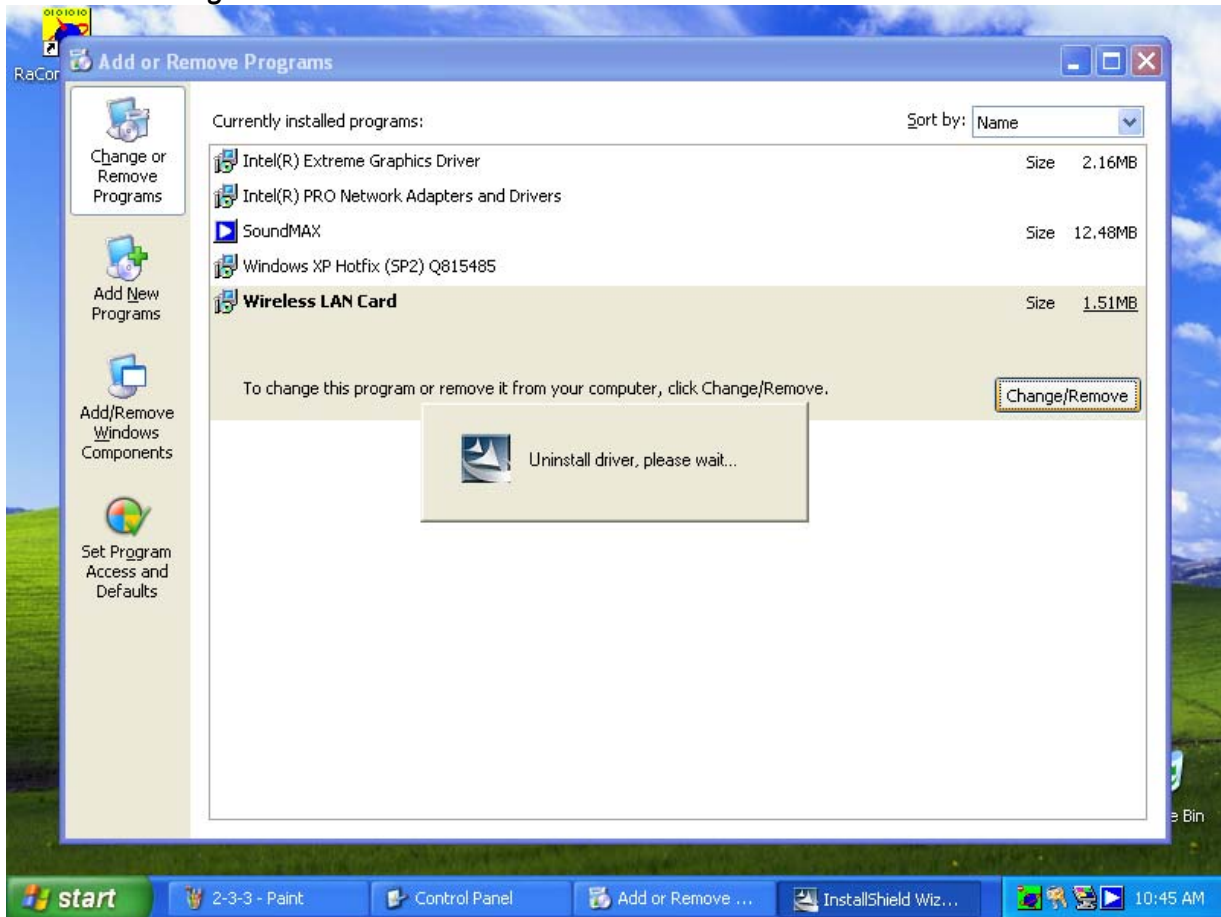 010
1010
RaCon
Add or Remove Programs
Change or
Remove
Programs
Add New
Programs
Add/Remove
Windows
Components
Set Program
Access and
Defaults
Currently installed programs:
Sort by: Name
Intel(R) Extreme Graphics Driver Size 2.16MB
Intel(R) PRO Network Adapters and Drivers
SoundMAX Size 12.48MB
Windows XP Hotfix (SP2) Q815485
Wireless LAN Card Size 1.51MB
To change this program or remove it from your computer, click Change/Remove.
Change/Remove
Uninstall driver, please wait...
e Bin
start 2-3-3 - Paint Control Panel Add or Remove ... InstallShield Wiz... 10:45 AM